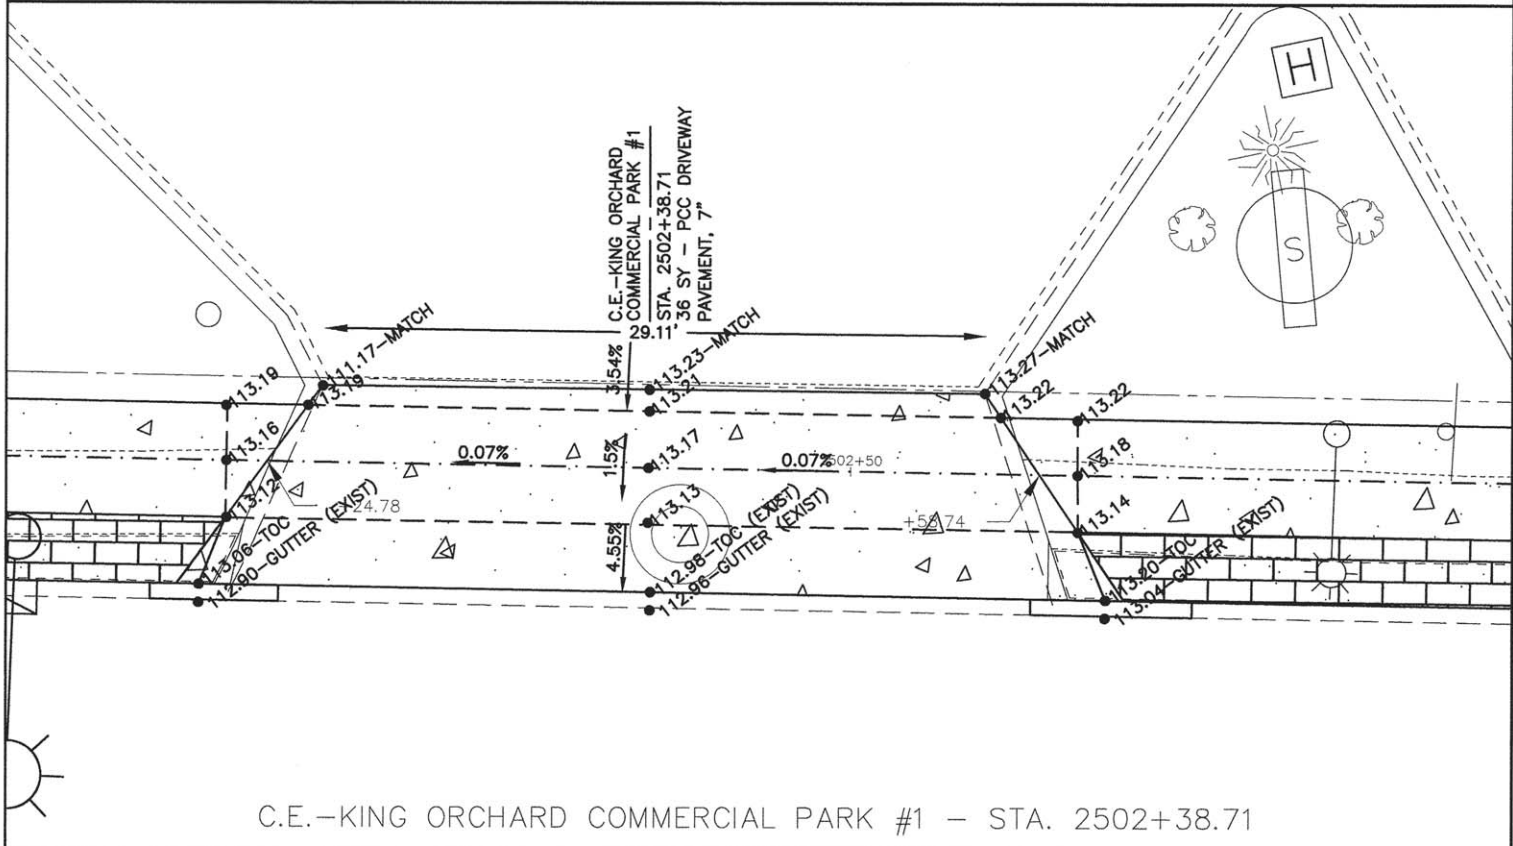 H
S
C.E.-KING ORCHARD
COMMERCIAL PARK #1
STA. 2502+38.71
36 SY - PCC DRIVEWAY
PAVEMENT, 7"
29.11'
111.17-MATCH
113.23-MATCH
113.27-MATCH
3.54%
113.19
113.19
113.21
113.22
113.22
113.16
0.07%
1.5%
113.17
0.07%
502+50
113.18
113.12
24.78
113.13
+58.74
113.14
4.55%
113.06-TOC
112.90-GUTTER (EXIST)
112.98-TOC (EXIST)
112.96-GUTTER (EXIST)
113.20-TOC
113.04-GUTTER (EXIST)
C.E.-KING ORCHARD COMMERCIAL PARK #1 - STA. 2502+38.71